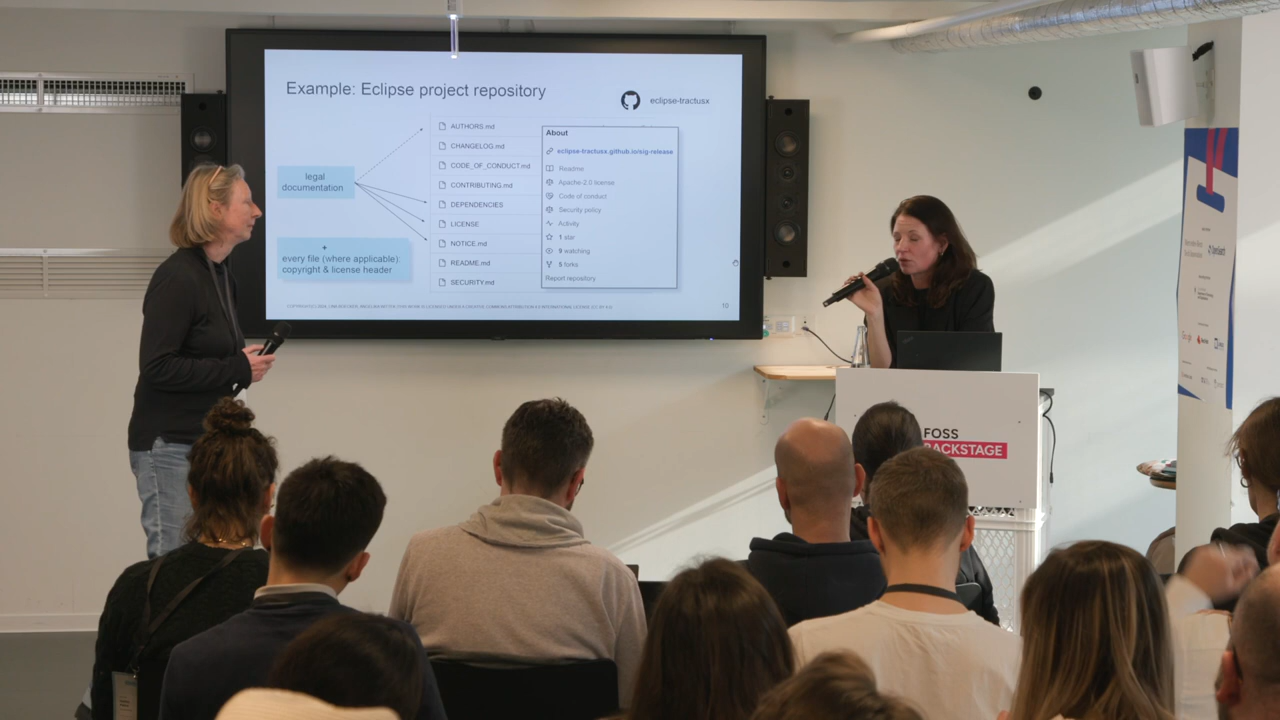 Example: Eclipse project repository
eclipse-tractusx
legal
documentation
+
every file (where applicable):
copyright & license header
AUTHORS.md
CHANGELOG.md
CODE_OF_CONDUCT.md
CONTRIBUTING.md
DEPENDENCIES
LICENSE
NOTICE.md
README.md
SECURITY.md
About
eclipse-tractusx.github.io/sig-release
Readme
Apache-2.0 license
Code of conduct
Security policy
Activity
1 star
9 watching
5 forks
Report repository
10
FOSS
BACKSTAGE